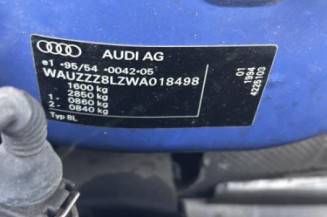 AUDI AG
e1 *95/54 *0042*05
WAUZZZ8LZWA018498
1600 kg
2850 kg
1- 0860 kg
2- 0840 kg
Typ 8L
01
1994
4225103